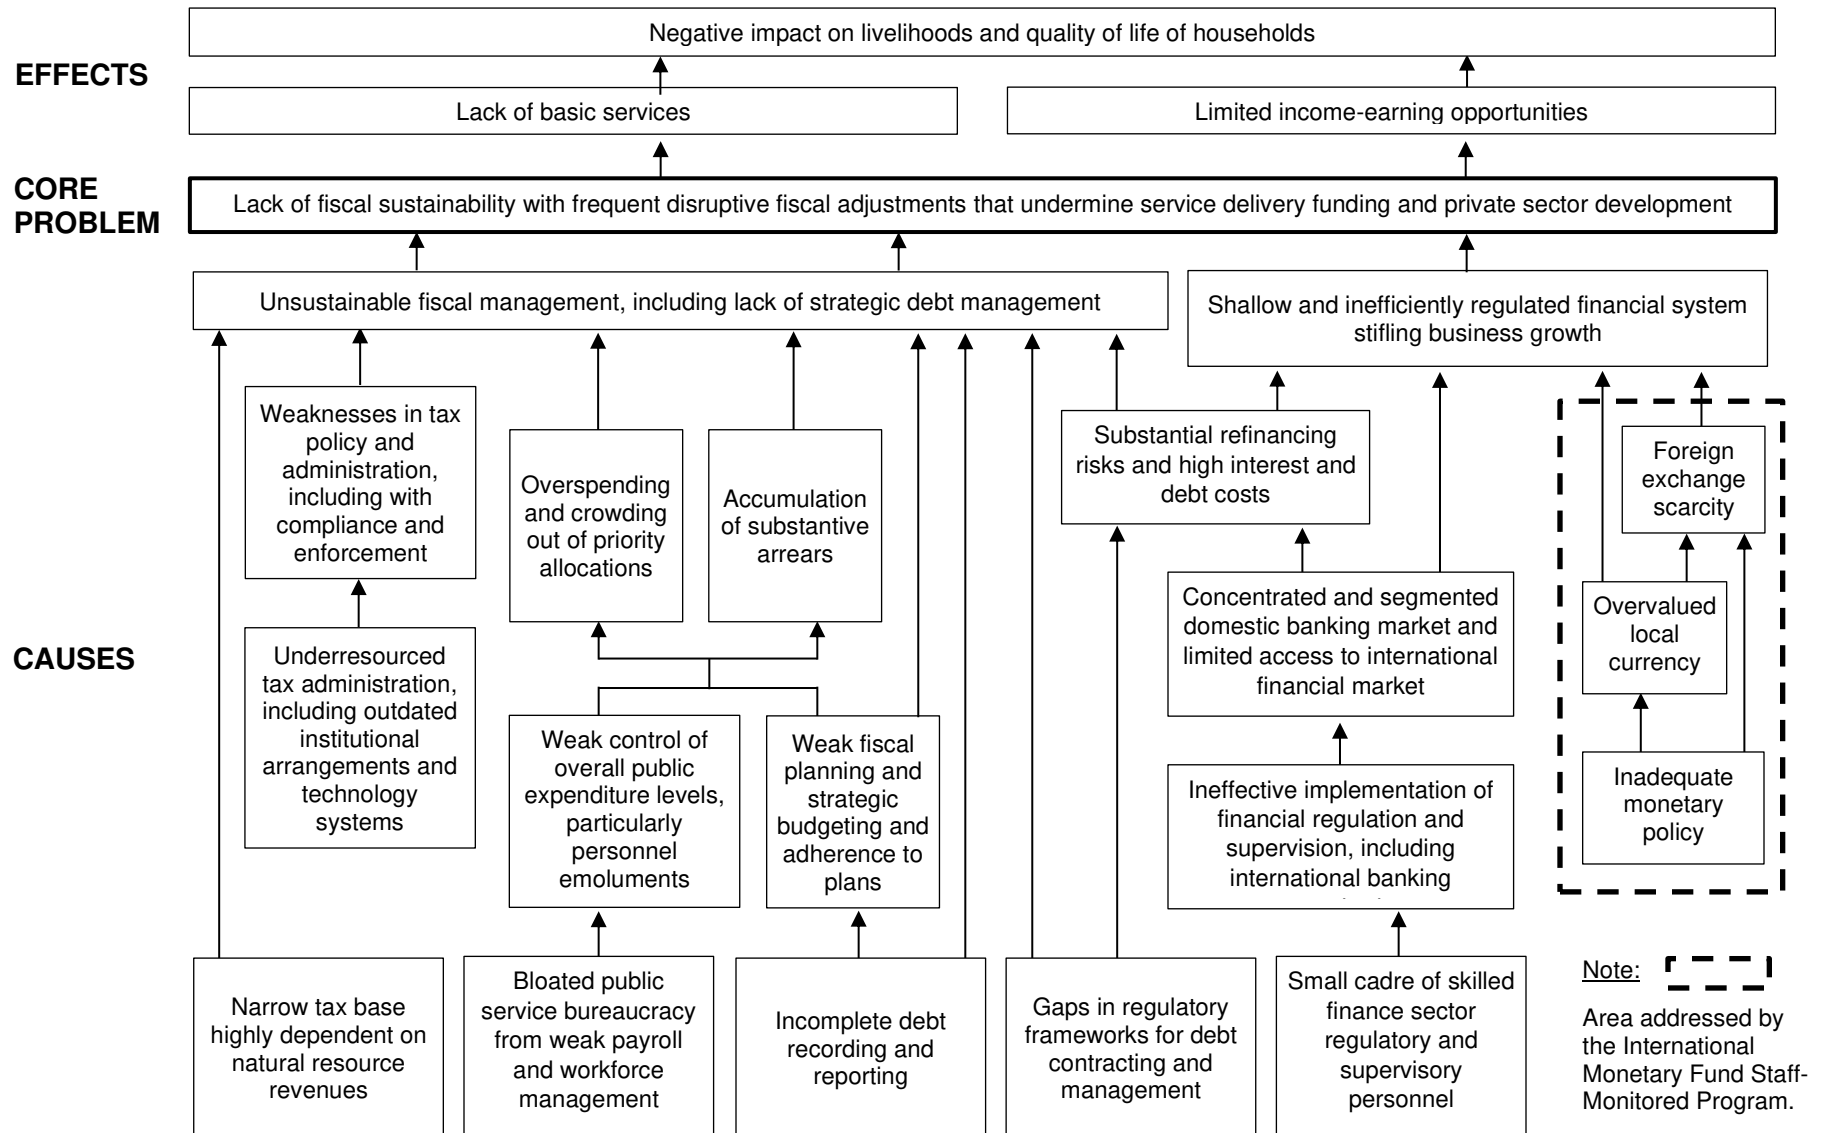 Negative impact on livelihoods and quality of life of households
EFFECTS
Lack of basic services
Limited income-earning opportunities
CORE
PROBLEM
Lack of fiscal sustainability with frequent disruptive fiscal adjustments that undermine service delivery funding and private sector development
Unsustainable fiscal management, including lack of strategic debt management
Shallow and inefficiently regulated financial system
stifling business growth
CAUSES
Weaknesses in tax
policy and
administration,
including with
compliance and
enforcement
Overspending
and crowding
out of priority
allocations
Accumulation
of substantive
arrears
Substantial refinancing
risks and high interest and
debt costs
Foreign
exchange
scarcity
Underresourced
tax administration,
including outdated
institutional
arrangements and
technology
systems
Concentrated and segmented
domestic banking market and
limited access to international
financial market
Overvalued
local
currency
Weak control of
overall public
expenditure levels,
particularly
personnel
emoluments
Weak fiscal
planning and
strategic
budgeting and
adherence to
plans
Ineffective implementation of
financial regulation and
supervision, including
international banking
Inadequate
monetary
policy
Narrow tax base
highly dependent on
natural resource
revenues
Bloated public
service bureaucracy
from weak payroll
and workforce
management
Incomplete debt
recording and
reporting
Gaps in regulatory
frameworks for debt
contracting and
management
Small cadre of skilled
finance sector
regulatory and
supervisory
personnel
Note:
Area addressed by
the International
Monetary Fund Staff-
Monitored Program.